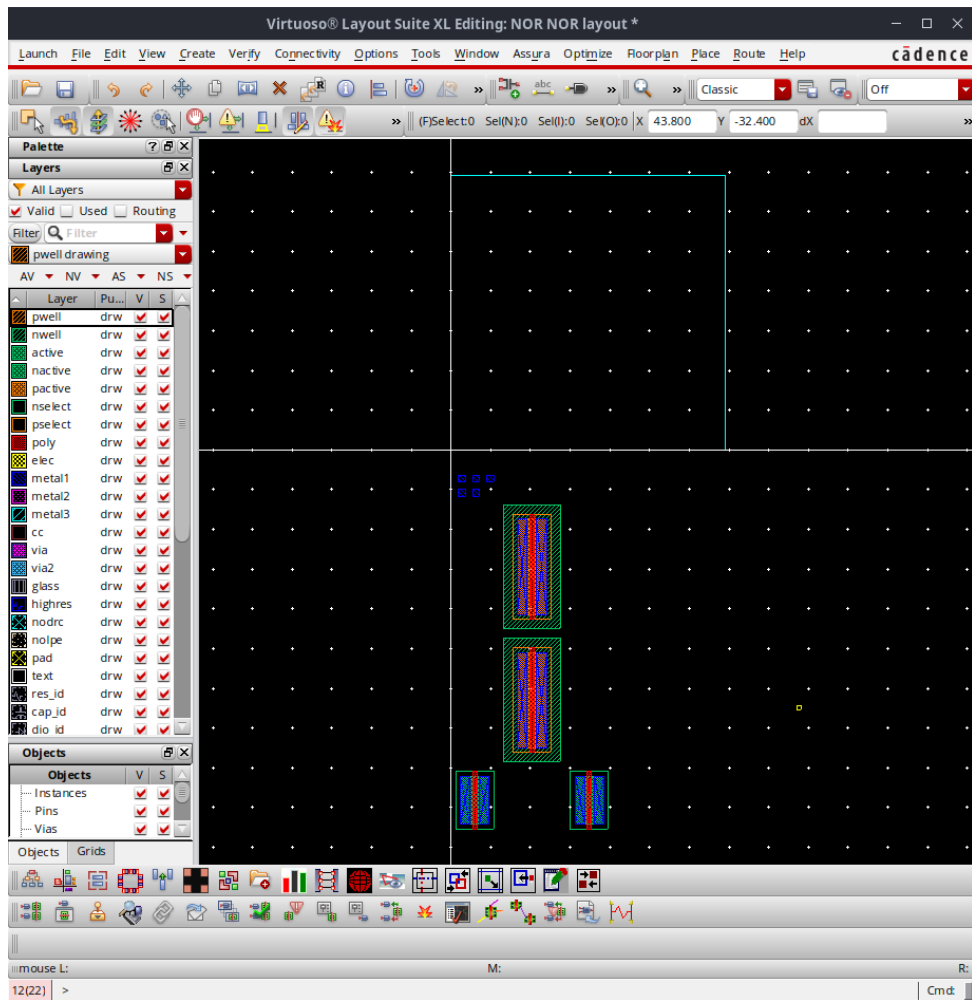 Virtuoso® Layout Suite XL Editing: NOR NOR layout *
Launch File Edit View Create Verify Connectivity Options Tools Window Assura Optimize Floorplan Place Route Help cādence
R » abc » » Classic Off
» (F)Select:0 Sel(N):0 Sel(I):0 Sel(O):0 X 43.800 Y -32.400 dX »
Palette ?
Layers
All Layers
Valid Used Routing
Filter Filter
pwell drawing
AV NV AS NS
Layer Pu... V S
pwell drw
nwell drw
active drw
nactive drw
pactive drw
nselect drw
pselect drw
poly drw
elec drw
metal1 drw
metal2 drw
metal3 drw
cc drw
via drw
via2 drw
glass drw
highres drw
nodrc drw
nolpe drw
pad drw
text drw
res_id drw
cap_id drw
dio id drw
Objects
Objects V S
Instances
Pins
Vias
Objects Grids
mouse L: M: R:
12(22) > Cmd: